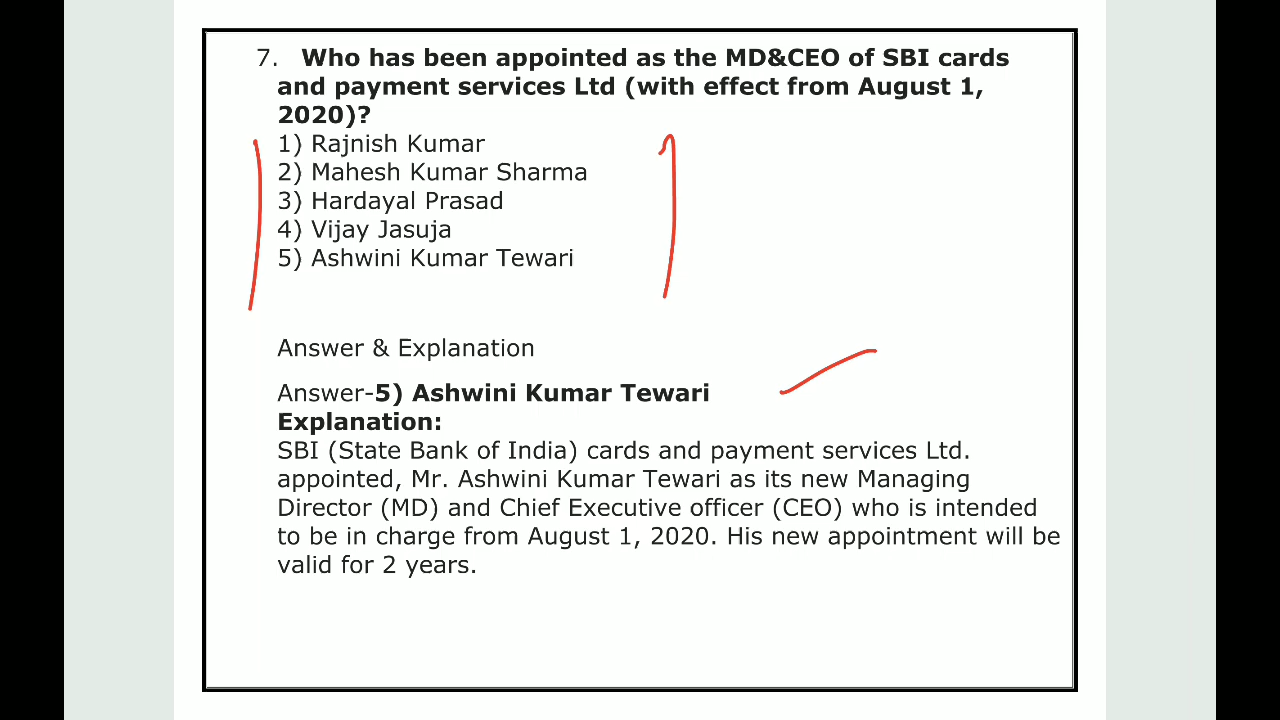 7. Who has been appointed as the MD&CEO of SBI cards
and payment services Ltd (with effect from August 1,
2020)?
1) Rajnish Kumar
2) Mahesh Kumar Sharma
3) Hardayal Prasad
4) Vijay Jasuja
5) Ashwini Kumar Tewari
Answer & Explanation
Answer-5) Ashwini Kumar Tewari
Explanation:
SBI (State Bank of India) cards and payment services Ltd.
appointed, Mr. Ashwini Kumar Tewari as its new Managing
Director (MD) and Chief Executive officer (CEO) who is intended
to be in charge from August 1, 2020. His new appointment will be
valid for 2 years.